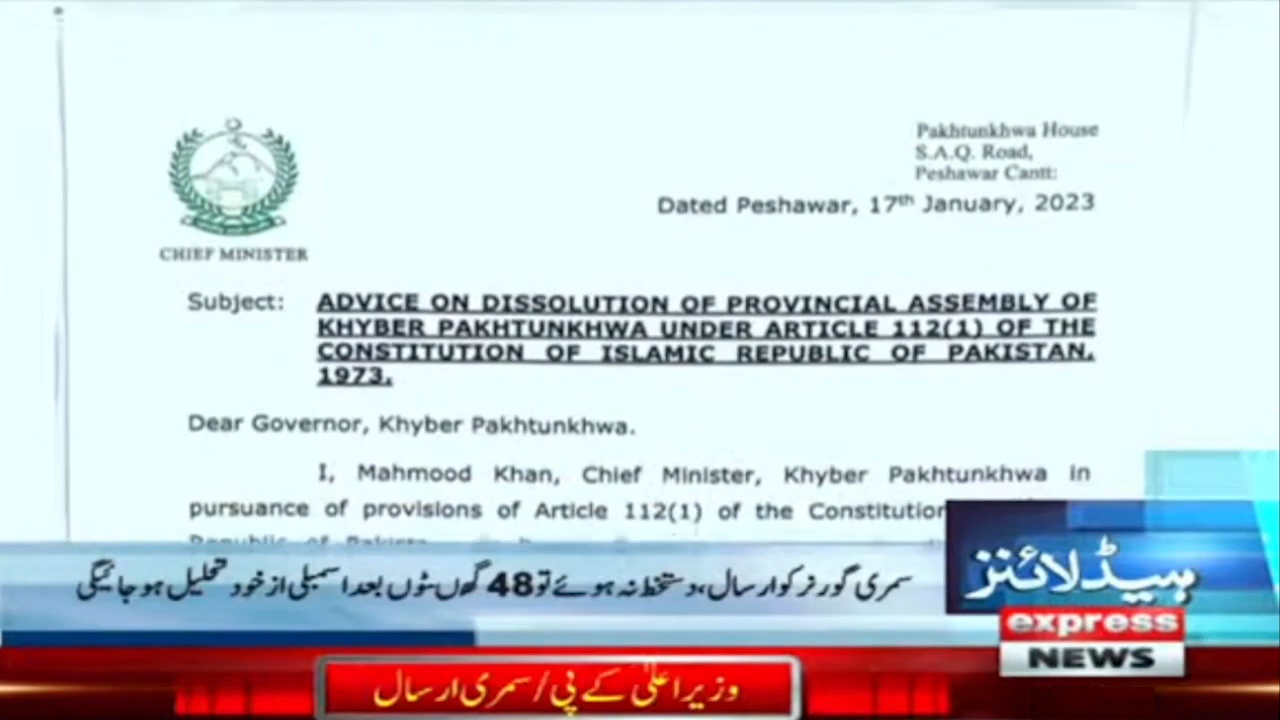 Pakhtunkhwa House
S.A.Q. Road,
Peshawar Cantt:
Dated Peshawar, 17th January, 2023
CHIEF MINISTER
Subject: ADVICE ON DISSOLUTION OF PROVINCIAL ASSEMBLY OF
KHYBER PAKHTUNKHWA UNDER ARTICLE 112(1) OF THE
CONSTITUTION OF ISLAMIC REPUBLIC OF PAKISTAN,
1973.
Dear Governor, Khyber Pakhtunkhwa.
I, Mahmood Khan, Chief Minister, Khyber Pakhtunkhwa in
pursuance of provisions of Article 112(1) of the Constitution
Republic of
ہیڈلائنز
سمری گورنر کو ارسال، دستخط نہ ہوئے تو 48 گھنٹوں بعد اسمبلی از خود تحلیل ہو جائیگی
express
NEWS
وزیراعلیٰ کے پی/سمری ارسال